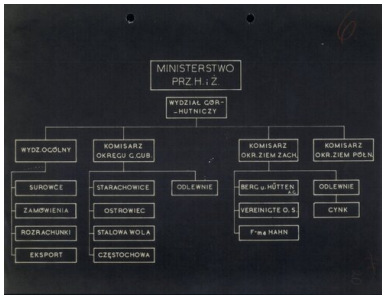 6
MINISTERSTWO
PRZ.H.i Ż.
WYDZIAŁ GÓR-
HUTNICZY
WYDZ.OGÓLNY
KOMISARZ
OKRĘGU G.GUB.
KOMISARZ
OKR.ZIEM ZACH.
KOMISARZ
OKR.ZIEM PÓŁN.
SUROWCE
STARACHOWICE
ODLEWNIE
BERG u. HÜTTEN
A.G.
ODLEWNIE
ZAMÓWIENIA
OSTROWIEC
VEREINIGTE O.S.
CYNK
ROZRACHUNKI
STALOWA WOLA
F-ma HAHN
EKSPORT
CZĘSTOCHOWA